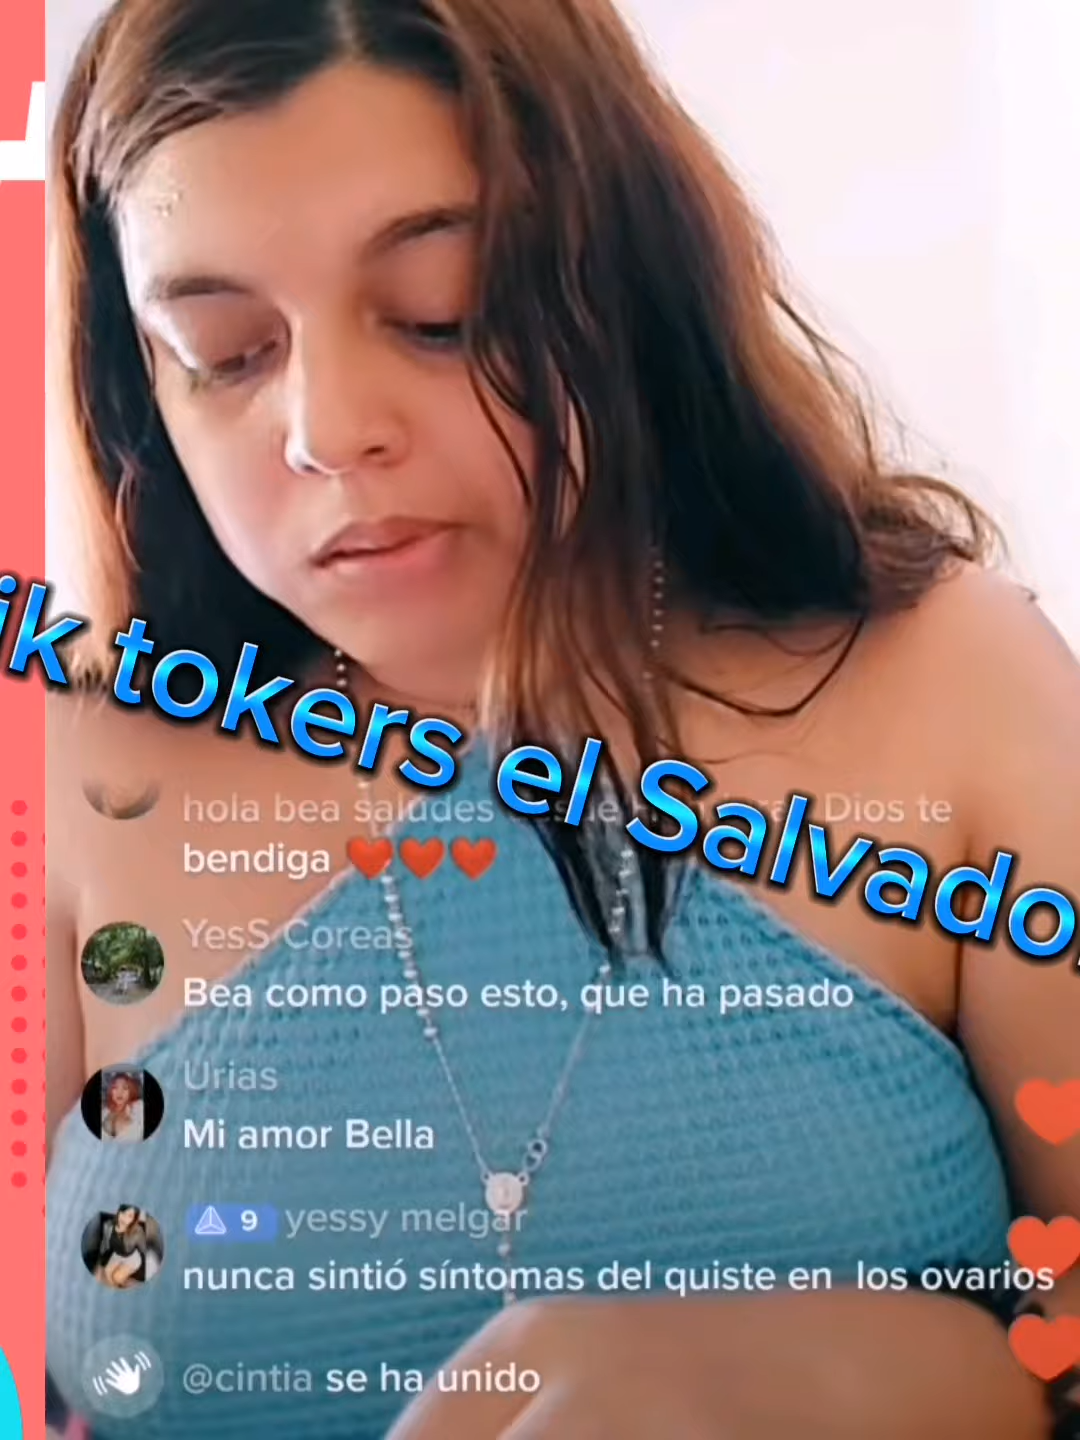 ik tokers el Salvador
hola bea saludes Dios te
bendiga ❤️❤️❤️
YesS Coreas
Bea como paso esto, que ha pasado
Urias
Mi amor Bella
9 yessy melgar
nunca sintió síntomas del quiste en los ovarios
@cintia se ha unido